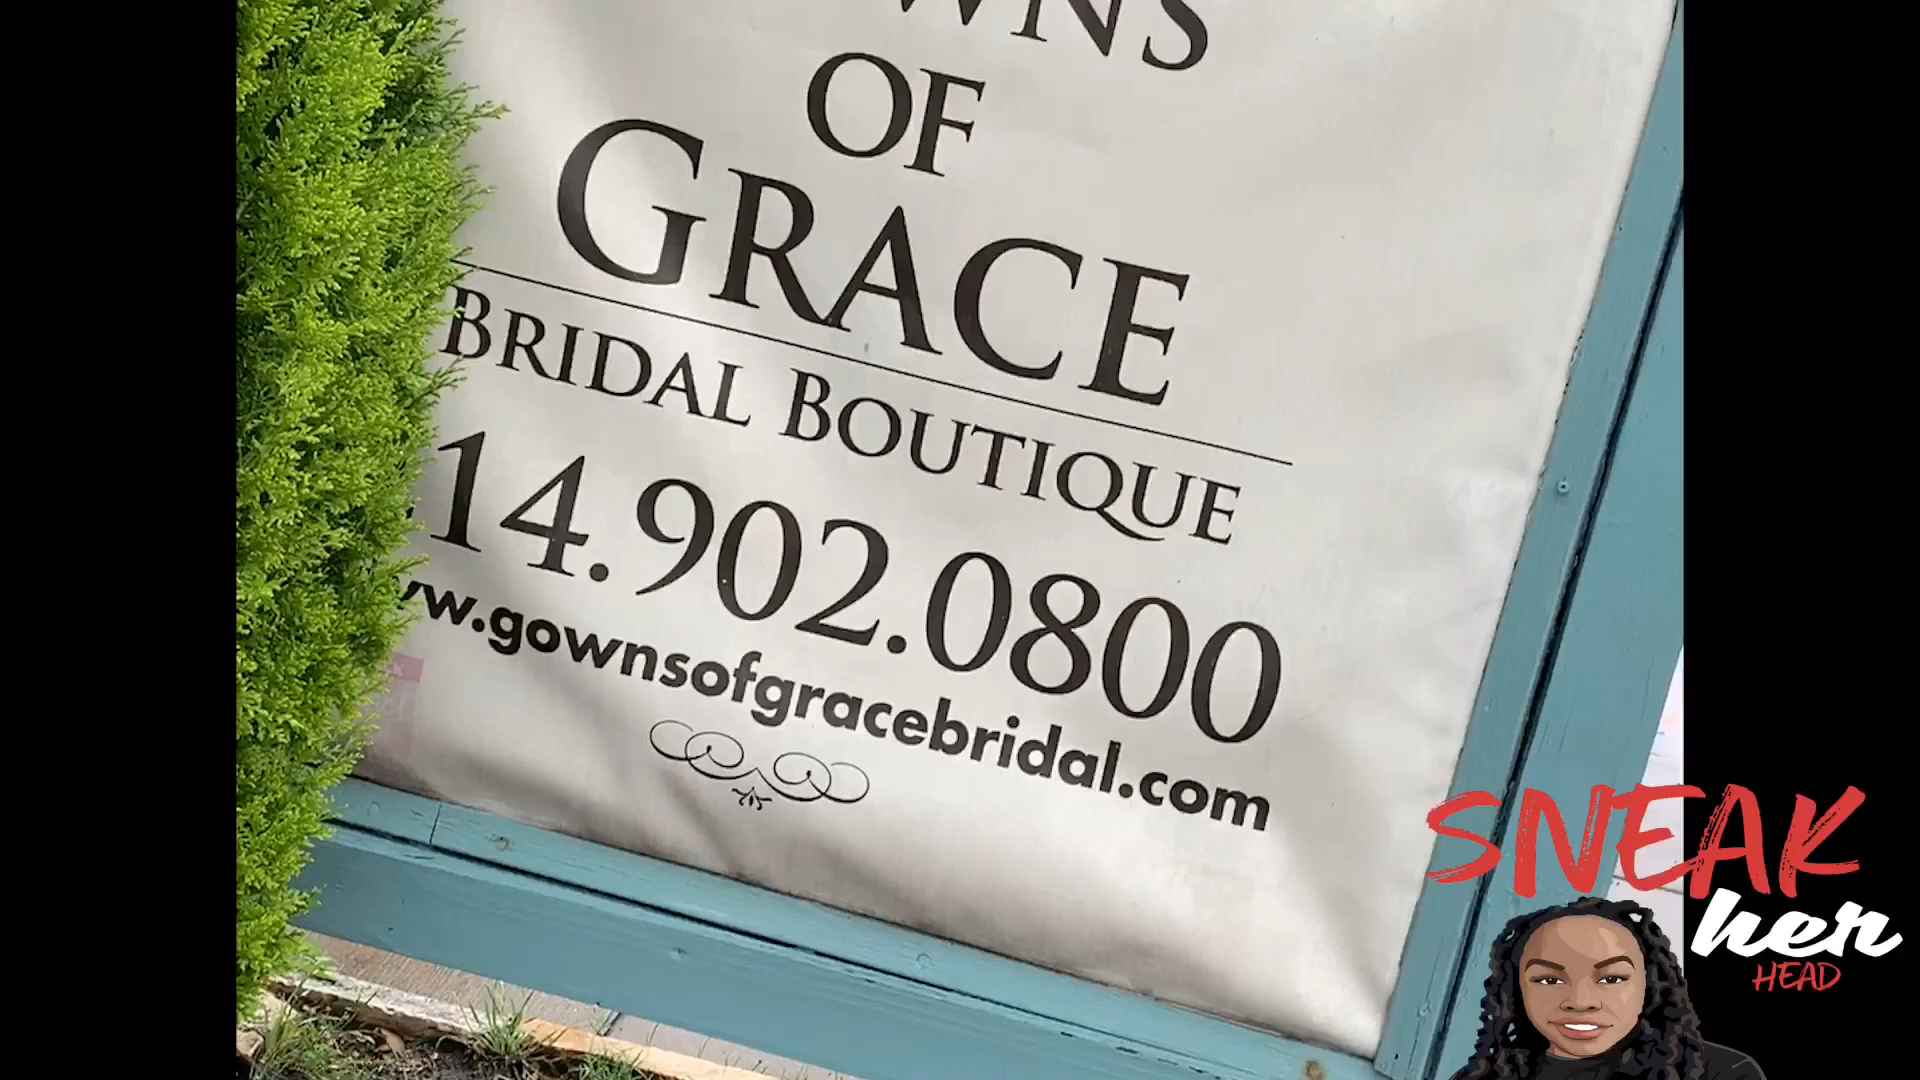 OF
GRACE
BRIDAL BOUTIQUE
14.902.0800
w.gownsofgracebridal.com
SNEAK
her
HEAD